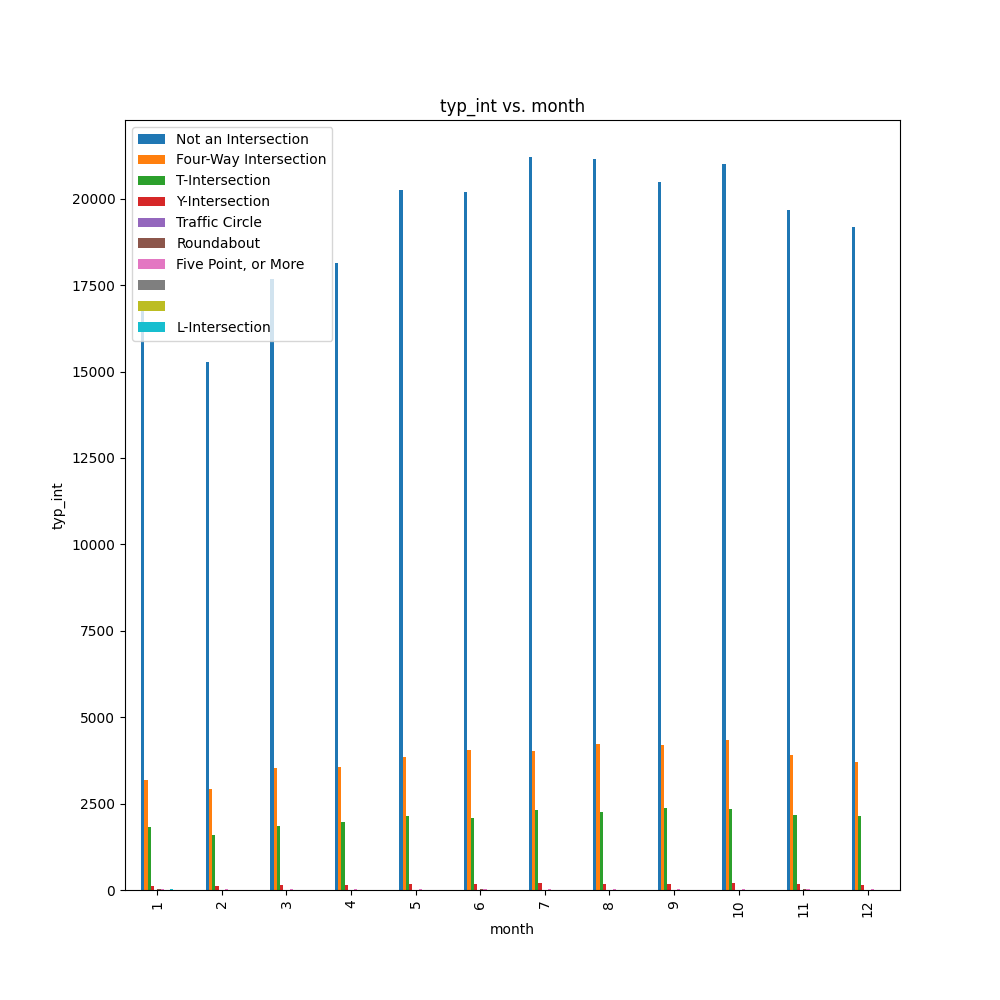 typ_int vs. month
Not an Intersection
Four-Way Intersection
T-Intersection
Y-Intersection
Traffic Circle
Roundabout
Five Point, or More
L-Intersection
20000
17500
15000
12500
10000
7500
5000
2500
0
typ_int
1 2 3 4 5 6 7 8 9 10 11 12
month